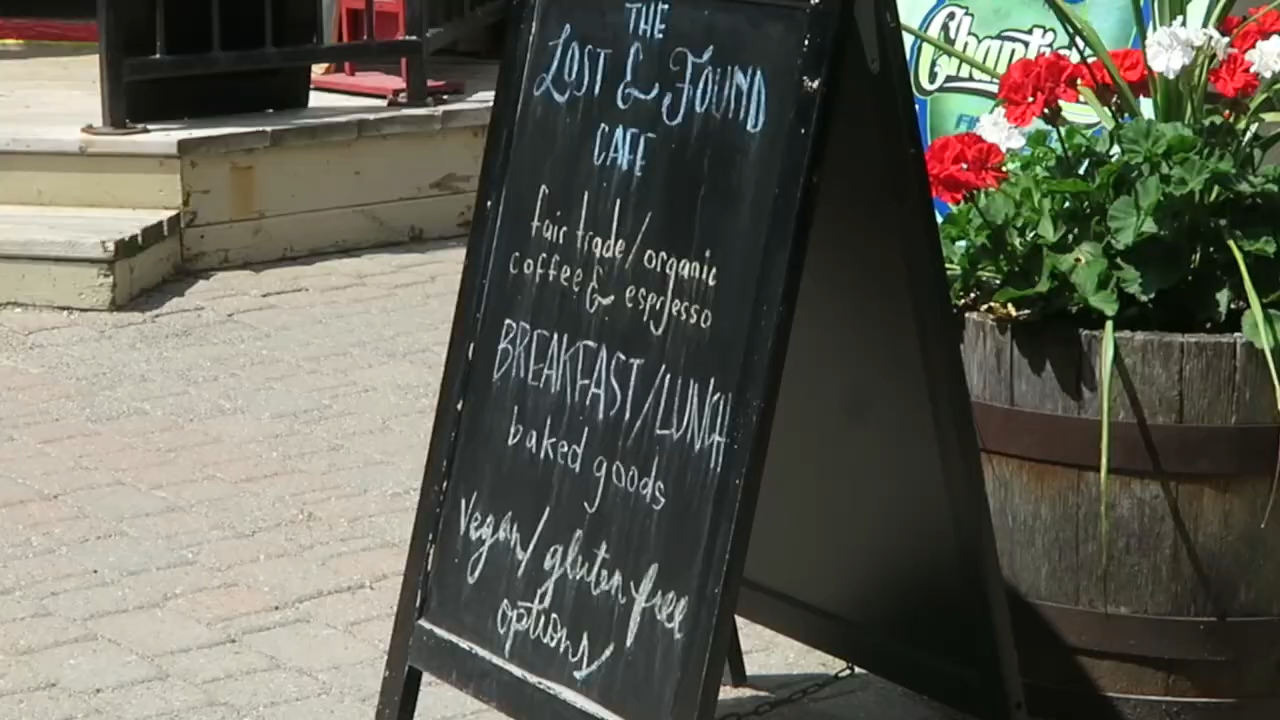 THE
LOST & FOUND
CAFE
fair trade/organic
coffee & espresso
BREAKFAST/LUNCH
baked goods
vegan/gluten free
options